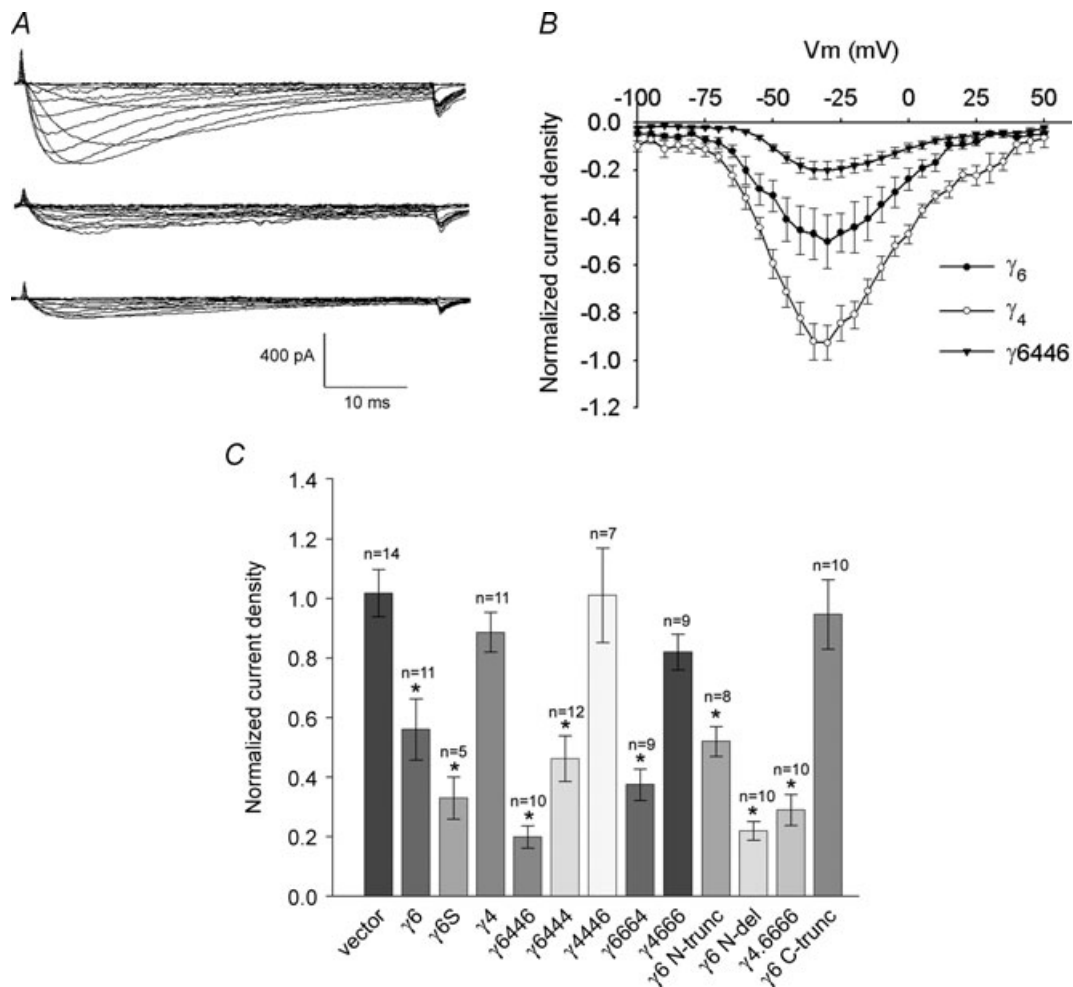 A
400 pA
10 ms
B
Vm (mV)
-100 -75 -50 -25 0 25 50
0.0
-0.2
-0.4
-0.6
-0.8
-1.0
-1.2
Normalized current density
γ6
γ4
γ6446
C
Normalized current density
1.4
1.2
1.0
0.8
0.6
0.4
0.2
0.0
n=14
n=11
*
n=5
*
n=11
n=10
*
n=12
*
n=7
n=9
*
n=9
n=8
*
n=10
*
n=10
*
n=10
vector
γ6
γ6S
γ4
γ6446
γ6444
γ4446
γ6664
γ4666
γ6 N-trunc
γ6 N-del
γ4.6666
γ6 C-trunc